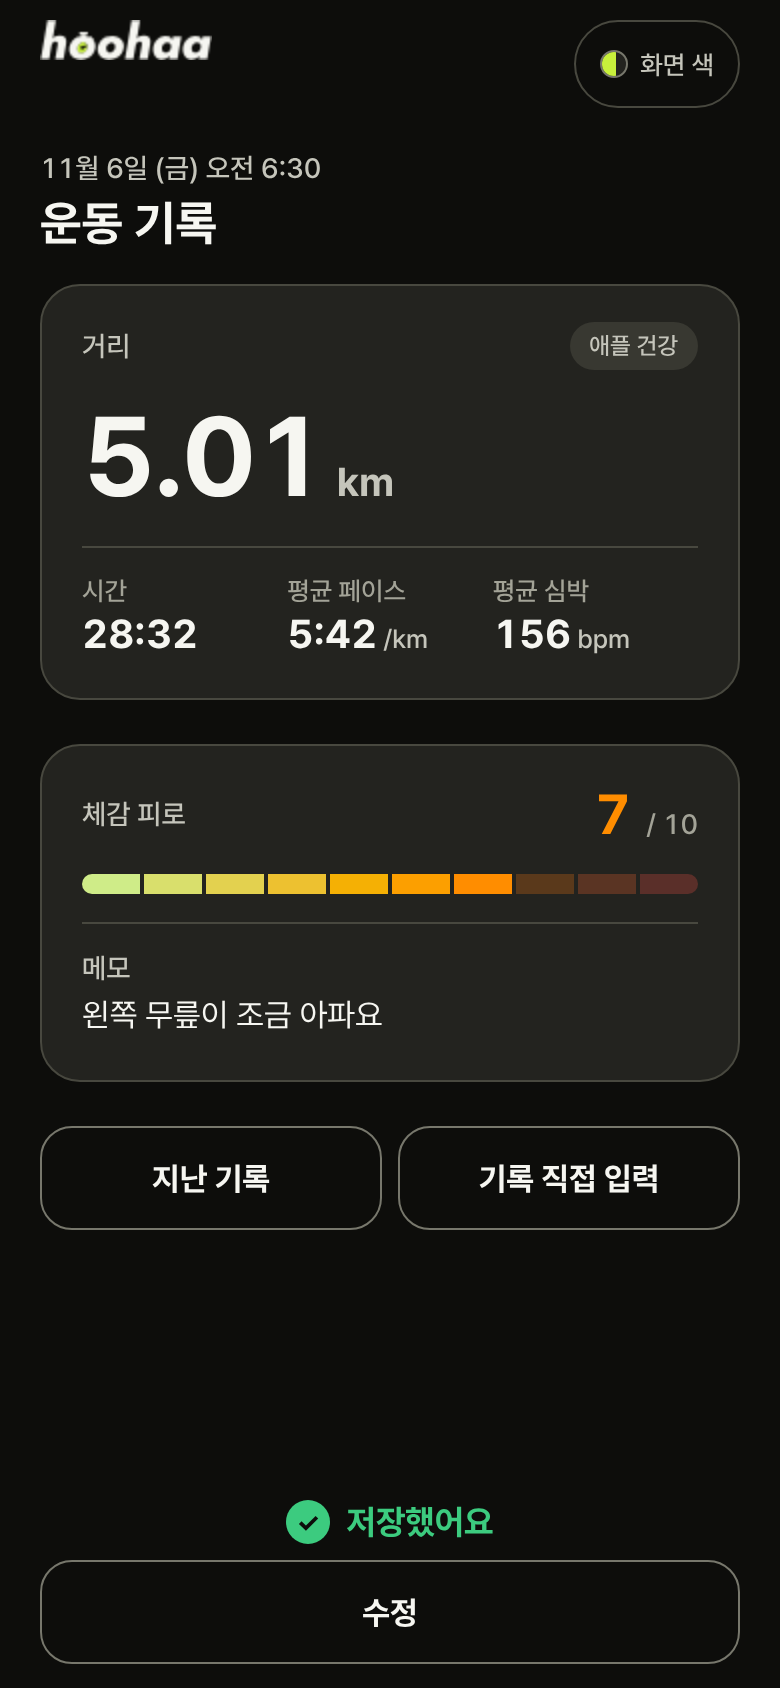 hoohaa
화면 색
11월 6일 (금) 오전 6:30
운동 기록
거리
애플 건강
5.01 km
시간 평균 페이스 평균 심박
28:32 5:42 /km 156 bpm
체감 피로
7 / 10
메모
왼쪽 무릎이 조금 아파요
지난 기록 기록 직접 입력
저장했어요
수정